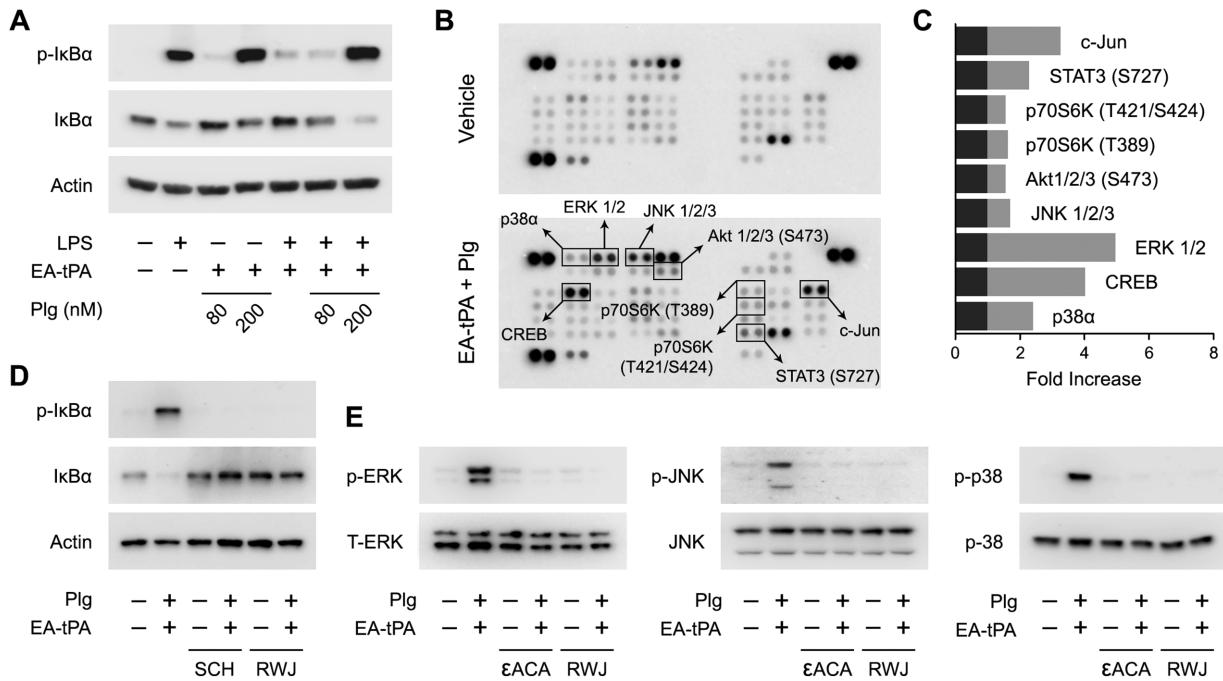 A
p-IκBα
IκBα
Actin
LPS – + – – + + +
EA-tPA – – + + + + +
Plg (nM) 80 200 80 200
B
Vehicle
EA-tPA + Plg
p38α
ERK 1/2
JNK 1/2/3
Akt 1/2/3 (S473)
CREB
p70S6K (T389)
p70S6K
(T421/S424)
c-Jun
STAT3 (S727)
C
c-Jun
STAT3 (S727)
p70S6K (T421/S424)
p70S6K (T389)
Akt1/2/3 (S473)
JNK 1/2/3
ERK 1/2
CREB
p38α
0 2 4 6 8
Fold Increase
D
p-IκBα
IκBα
Actin
Plg – + – + – +
EA-tPA – + – + – +
SCH RWJ
E
p-ERK
T-ERK
Plg – + – + – +
EA-tPA – + – + – +
εACA RWJ
p-JNK
JNK
Plg – + – + – +
EA-tPA – + – + – +
εACA RWJ
p-p38
p-38
Plg – + – + – +
EA-tPA – + – + – +
εACA RWJ